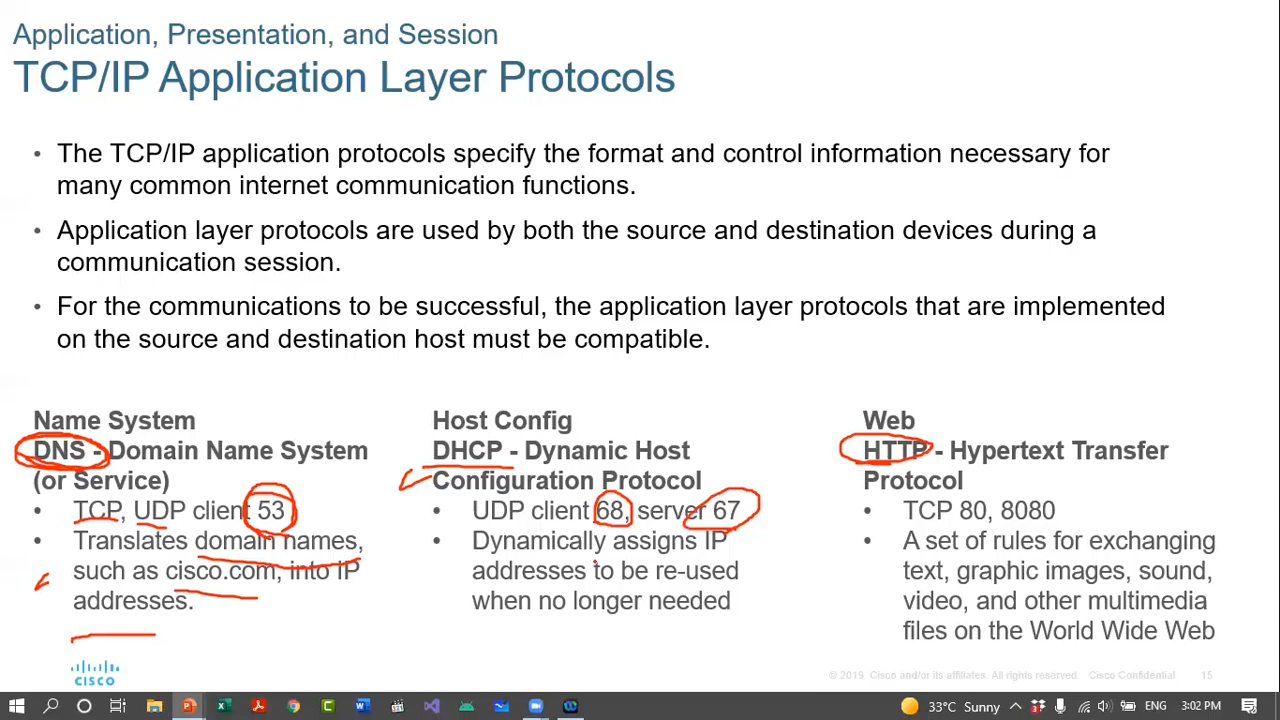 Application, Presentation, and Session
TCP/IP Application Layer Protocols
• The TCP/IP application protocols specify the format and control information necessary for
many common internet communication functions.
• Application layer protocols are used by both the source and destination devices during a
communication session.
• For the communications to be successful, the application layer protocols that are implemented
on the source and destination host must be compatible.
Name System
DNS - Domain Name System
(or Service)
• TCP, UDP client 53
• Translates domain names,
such as cisco.com, into IP
addresses.
Host Config
DHCP - Dynamic Host
Configuration Protocol
• UDP client 68, server 67
• Dynamically assigns IP
addresses to be re-used
when no longer needed
Web
HTTP - Hypertext Transfer
Protocol
• TCP 80, 8080
• A set of rules for exchanging
text, graphic images, sound,
video, and other multimedia
files on the World Wide Web
CISCO
© 2019 Cisco and/or its affiliates. All rights reserved. Cisco Confidential 15
33°C Sunny ENG 3:02 PM